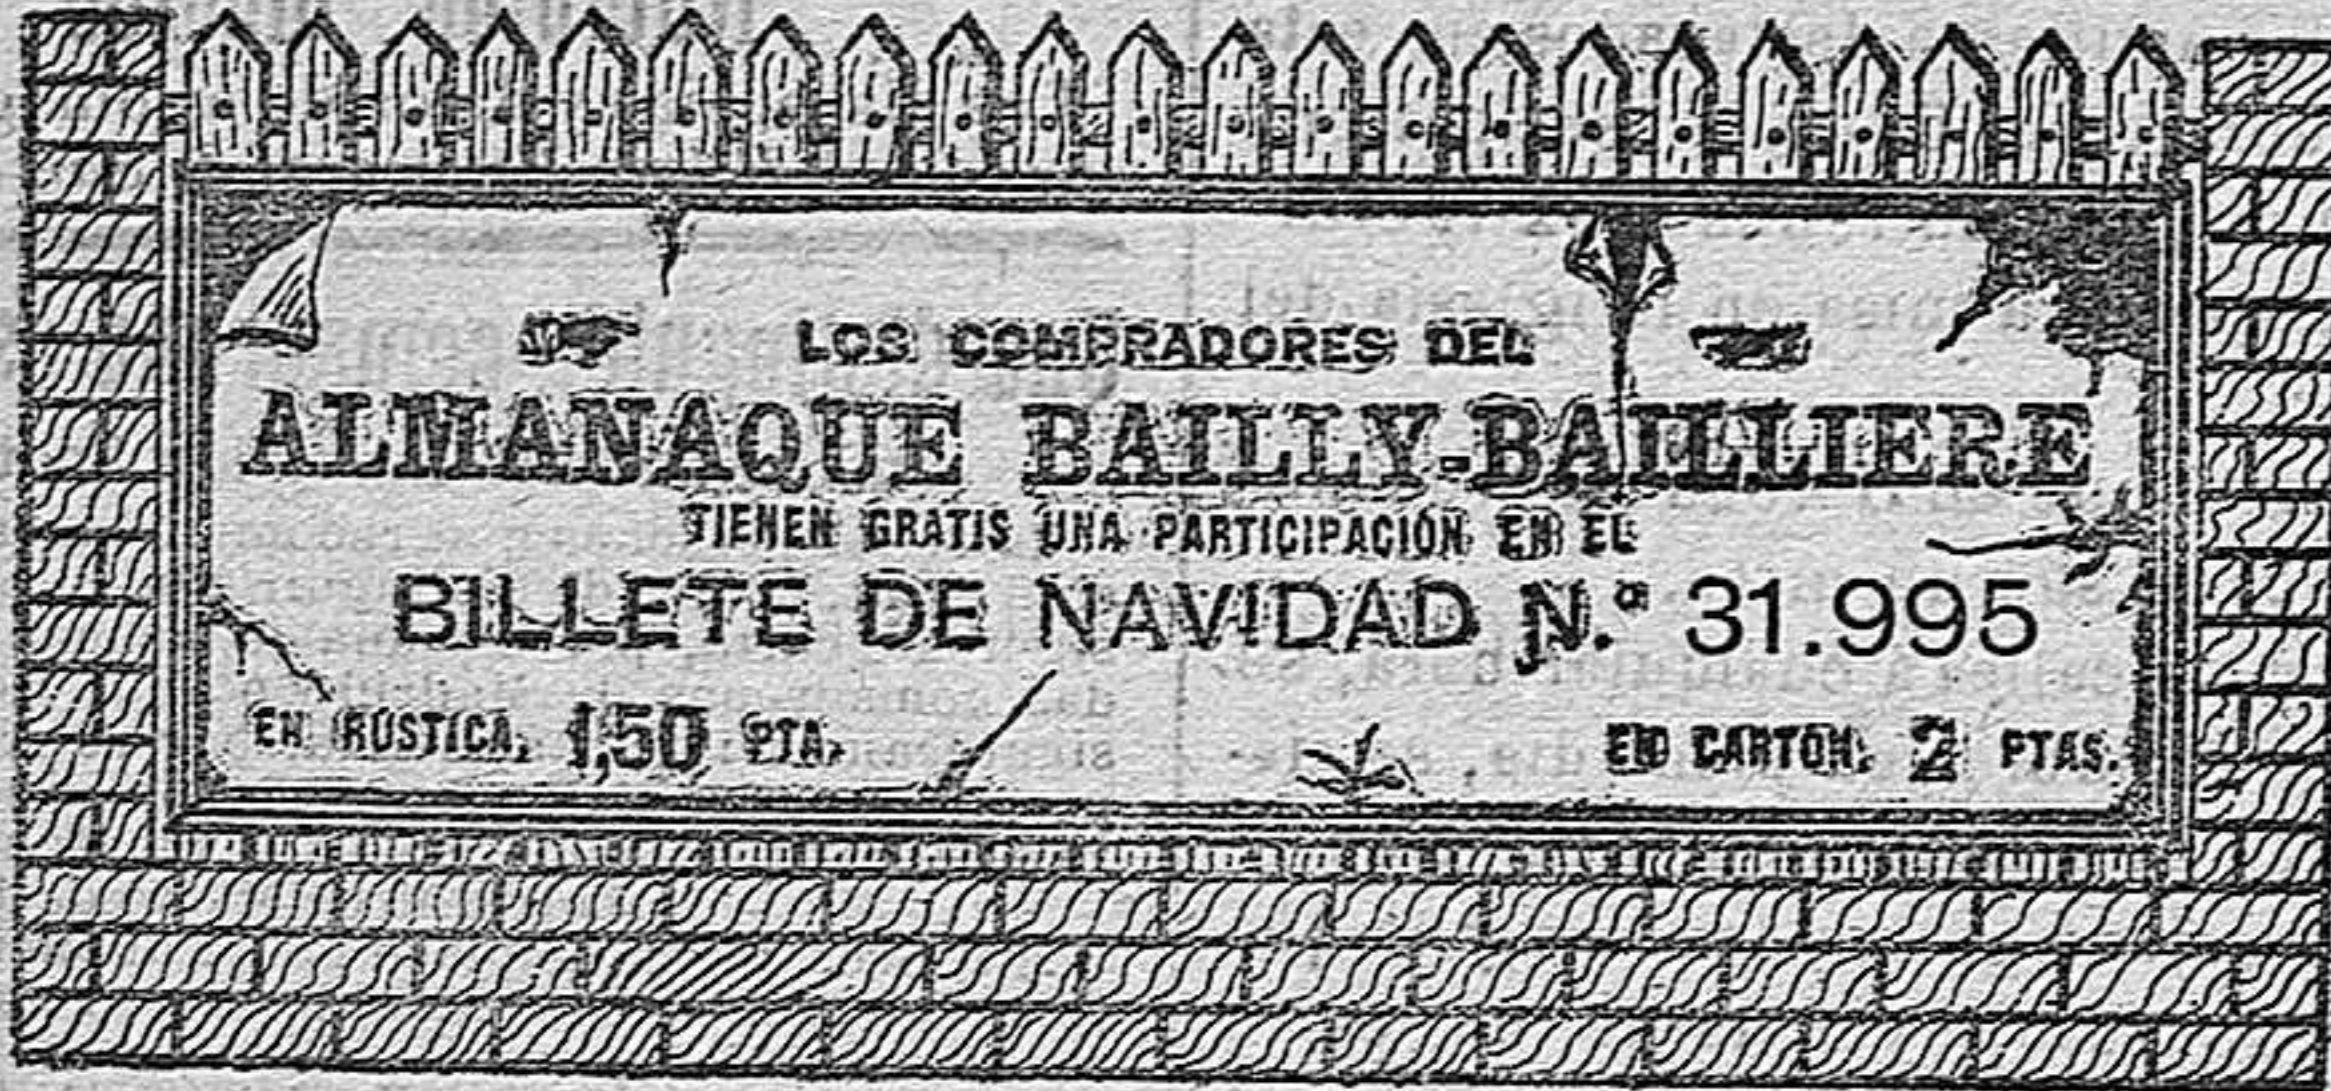 LOS COMPRADORES DEL
ALMANAQUE BAILLY-BAILLIERE
TIENEN GRATIS UNA PARTICIPACIÓN EN EL
BILLETE DE NAVIDAD N.º 31.995
EN RÚSTICA, 1,50 PTA.
EN CARTÓN, 2 PTAS.